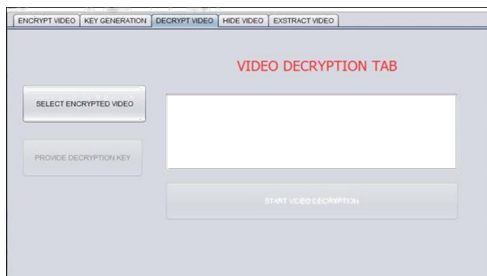 ENCRYPT VIDEO KEY GENERATION DECRYPT VIDEO HIDE VIDEO EXSTRACT VIDEO
VIDEO DECRYPTION TAB
SELECT ENCRYPTED VIDEO
PROVIDE DECRYPTION KEY
START VIDEO DECRYPTION